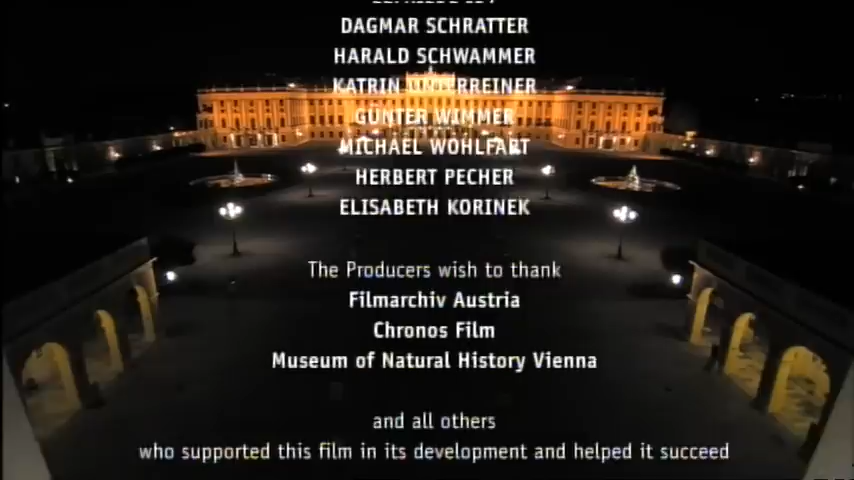 DAGMAR SCHRATTER
HARALD SCHWAMMER
KATRIN UNTERREINER
GÜNTER WIMMER
MICHAEL WOHLFART
HERBERT PECHER
ELISABETH KORINEK
The Producers wish to thank
Filmarchiv Austria
Chronos Film
Museum of Natural History Vienna
and all others
who supported this film in its development and helped it succeed